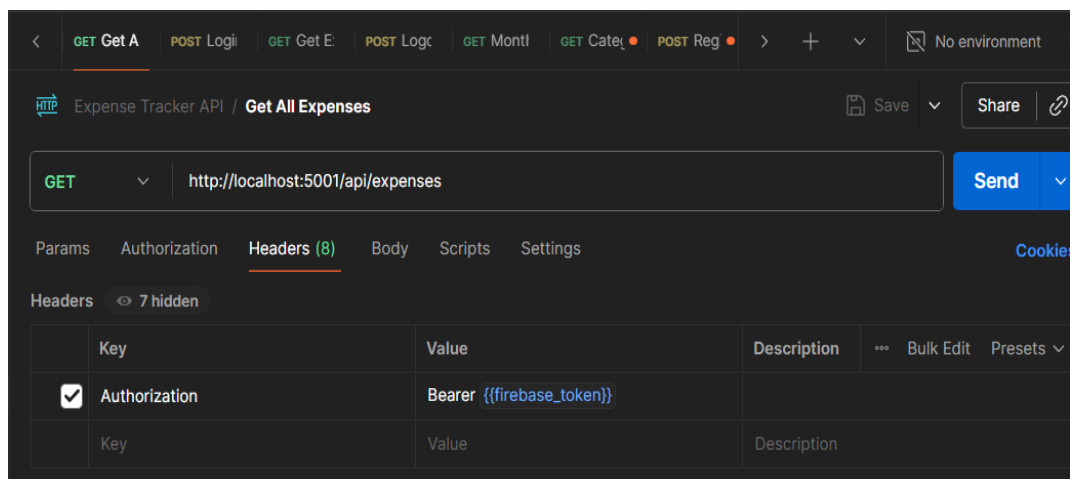 GET Get A POST Logi GET Get E POST Logo GET Montl GET Cate POST Reg No environment
HTTP Expense Tracker API / Get All Expenses Save Share
GET http://localhost:5001/api/expenses Send
Params Authorization Headers (8) Body Scripts Settings Cookies
Headers 7 hidden
Key Value Description Bulk Edit Presets
Authorization Bearer {{firebase_token}}
Key Value Description